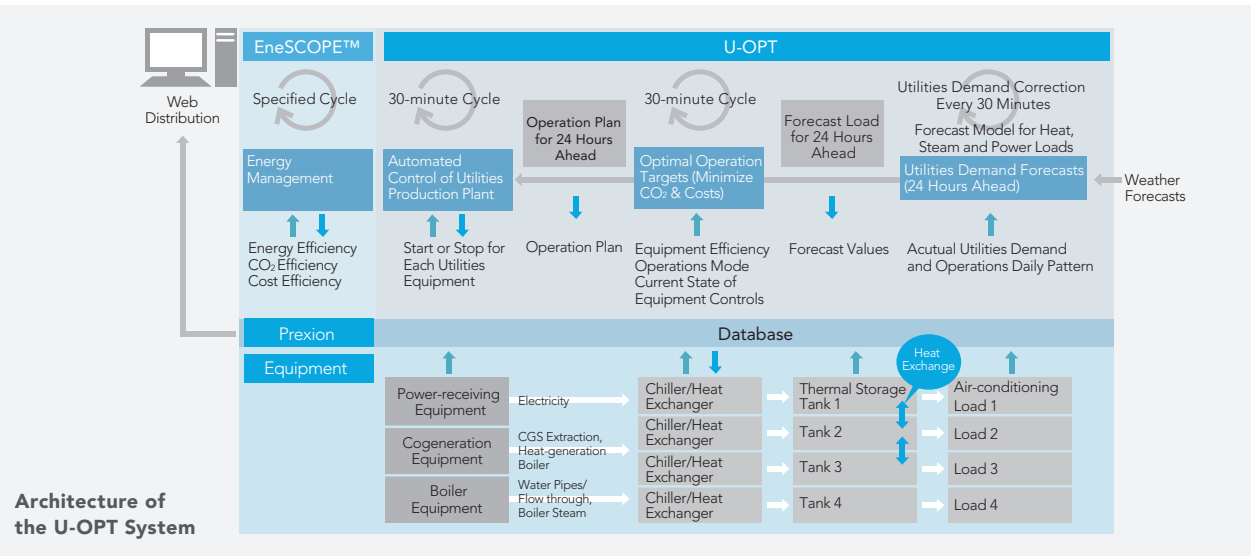 EneSCOPE™
U-OPT
Web
Distribution
Specified Cycle
30-minute Cycle
Operation Plan
for 24 Hours
Ahead
30-minute Cycle
Forecast Load
for 24 Hours
Ahead
Utilities Demand Correction
Every 30 Minutes
Forecast Model for Heat,
Steam and Power Loads
Energy
Management
Automated
Control of Utilities
Production Plant
Optimal Operation
Targets (Minimize
CO2 & Costs)
Utilities Demand Forecasts
(24 Hours Ahead)
Weather
Forecasts
Energy Efficiency
CO2 Efficiency
Cost Efficiency
Start or Stop for
Each Utilities
Equipment
Operation Plan
Equipment Efficiency
Operations Mode
Current State of
Equipment Controls
Forecast Values
Acutual Utilities Demand
and Operations Daily Pattern
Prexion
Database
Equipment
Heat
Exchange
Power-receiving
Equipment
Electricity
Chiller/Heat
Exchanger
Thermal Storage
Tank 1
Air-conditioning
Load 1
Cogeneration
Equipment
CGS Extraction,
Heat-generation
Boiler
Chiller/Heat
Exchanger
Tank 2
Load 2
Chiller/Heat
Exchanger
Tank 3
Load 3
Boiler
Equipment
Water Pipes/
Flow through,
Boiler Steam
Chiller/Heat
Exchanger
Tank 4
Load 4
Architecture of
the U-OPT System